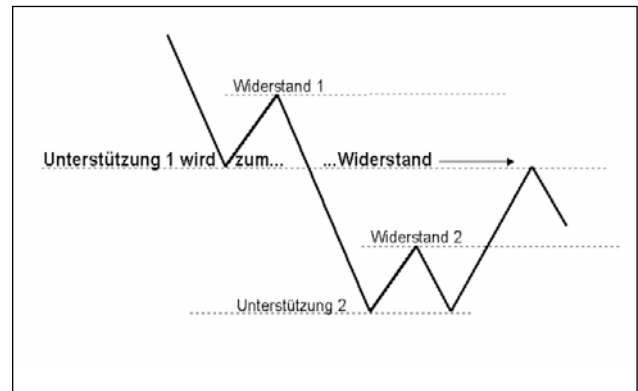 Widerstand 1
Unterstützung 1 wird zum... ...Widerstand
Widerstand 2
Unterstützung 2